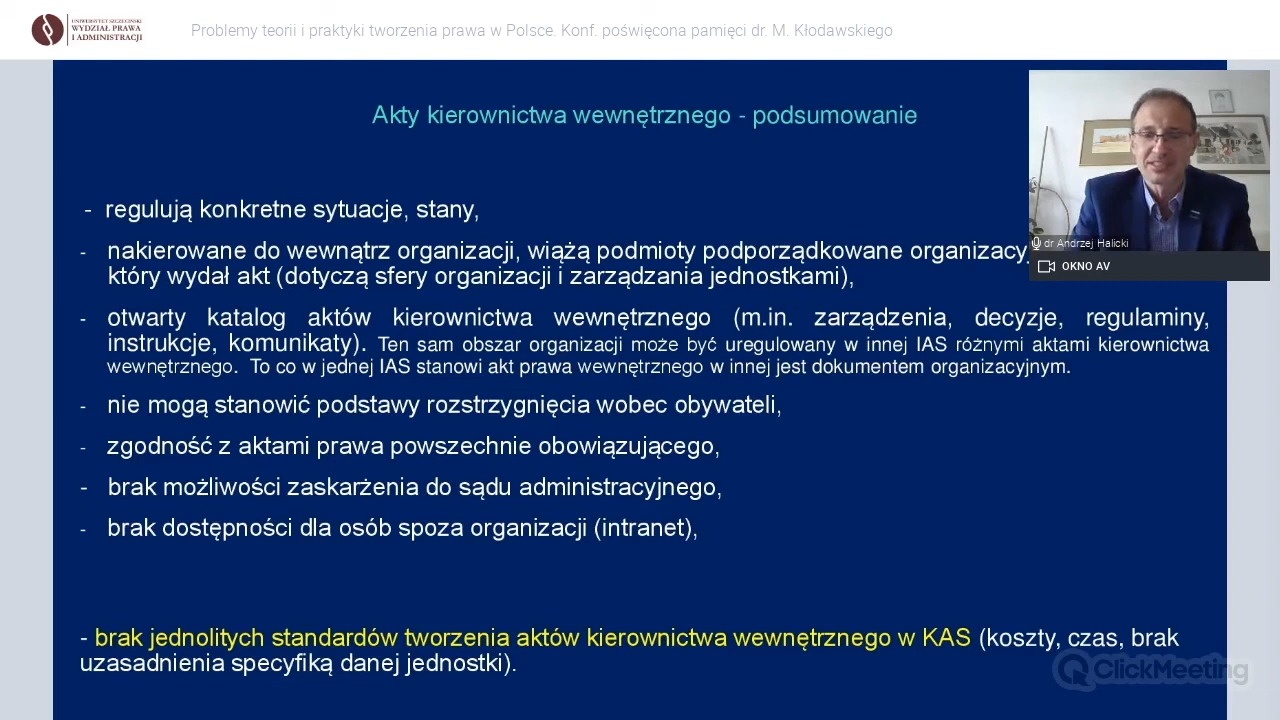 UNIWERSYTET SZCZECIŃSKI
WYDZIAŁ PRAWA
I ADMINISTRACJI
Problemy teorii i praktyki tworzenia prawa w Polsce. Konf. poświęcona pamięci dr. M. Kłodawskiego
Akty kierownictwa wewnętrznego - podsumowanie
- regulują konkretne sytuacje, stany,
- nakierowane do wewnątrz organizacji, wiążą podmioty podporządkowane
który wydał akt (dotyczą sfery organizacji i zarządzania jednostkami),
- otwarty katalog aktów kierownictwa wewnętrznego (m.in. zarządzenia, decyzje, regulaminy,
instrukcje, komunikaty). Ten sam obszar organizacji może być uregulowany w innej IAS różnymi aktami kierownictwa
wewnętrznego. To co w jednej IAS stanowi akt prawa wewnętrznego w innej jest dokumentem organizacyjnym.
- nie mogą stanowić podstawy rozstrzygnięcia wobec obywateli,
- zgodność z aktami prawa powszechnie obowiązującego,
- brak możliwości zaskarżenia do sądu administracyjnego,
- brak dostępności dla osób spoza organizacji (intranet),
- brak jednolitych standardów tworzenia aktów kierownictwa wewnętrznego w KAS (koszty, czas, brak
uzasadnienia specyfiką danej jednostki).
dr Andrzej Halicki
OKNO AV
ClickMeeting